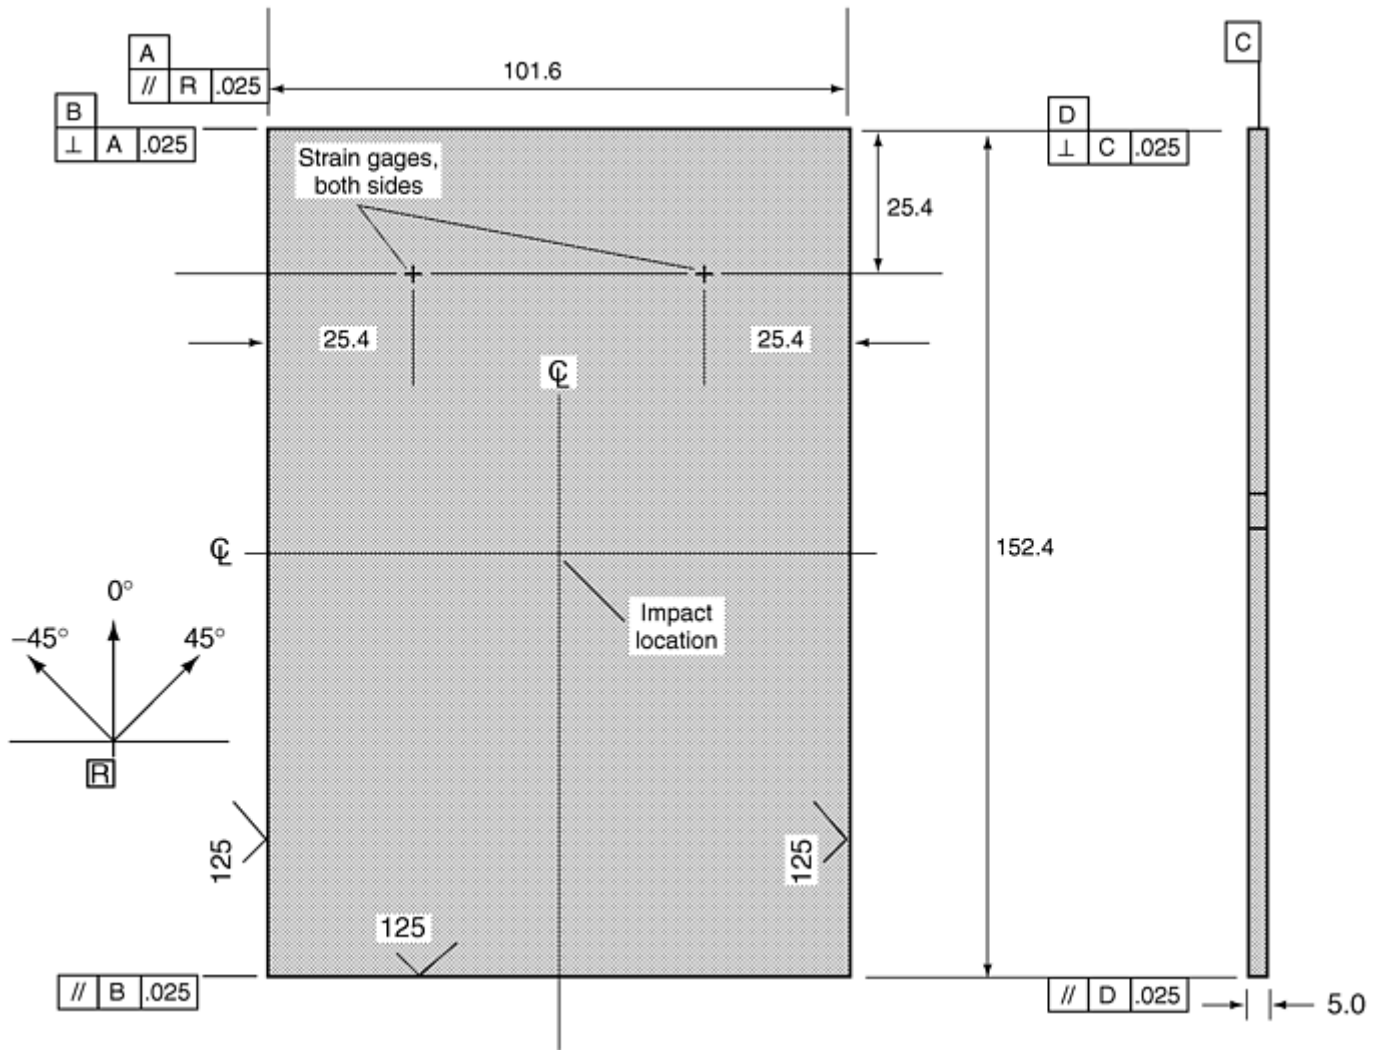 A
// R .025
101.6
C
B
⊥ A .025
D
⊥ C .025
Strain gages,
both sides
25.4
25.4
25.4
℄
℄
152.4
Impact
location
0°
−45°
45°
R
125
125
125
// B .025
// D .025
5.0